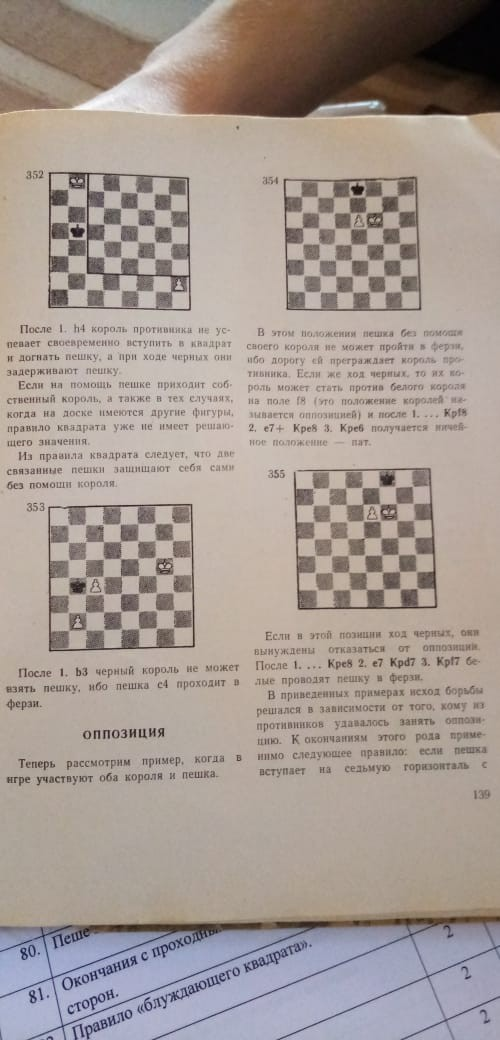 352
После 1. h4 король противника не ус-
певает своевременно вступить в квадрат
и догнать пешку, а при ходе черных они
задерживают пешку.
Если на помощь пешке приходит соб-
ственный король, а также в тех случаях,
когда на доске имеются другие фигуры,
правило квадрата уже не имеет решаю-
щего значения.
Из правила квадрата следует, что две
связанные пешки защищают себя сами
без помощи короля.
353
После 1. b3 черный король не может
взять пешку, ибо пешка c4 проходит в
ферзи.
ОППОЗИЦИЯ
Теперь рассмотрим пример, когда в
игре участвуют оба короля и пешка.
354
В этом положении пешка без помощи
своего короля не может пройти в ферзи,
ибо дорогу ей преграждает король про-
тивника. Если же ход черных, то их ко-
роль может стать против белого короля
на поле f8 (это положение королей на-
зывается оппозицией) и после 1. ... Kpf8
2. e7+ Kpe8 3. Kpe6 получается ничей-
ное положение — пат.
355
Если в этой позиции ход черных, они
вынуждены отказаться от оппозиции.
После 1. ... Kpe8 2. e7 Kpd7 3. Kpf7 бе-
лые проводят пешку в ферзи.
В приведенных примерах исход борьбы
решался в зависимости от того, кому из
противников удавалось занять оппози-
цию. К окончаниям этого рода приме-
нимо следующее правило: если пешка
вступает на седьмую горизонталь с
139
80. Пеше
81. Окончания с проходны
сторон.
2
Правило «блуждающего квадрата».
2
2